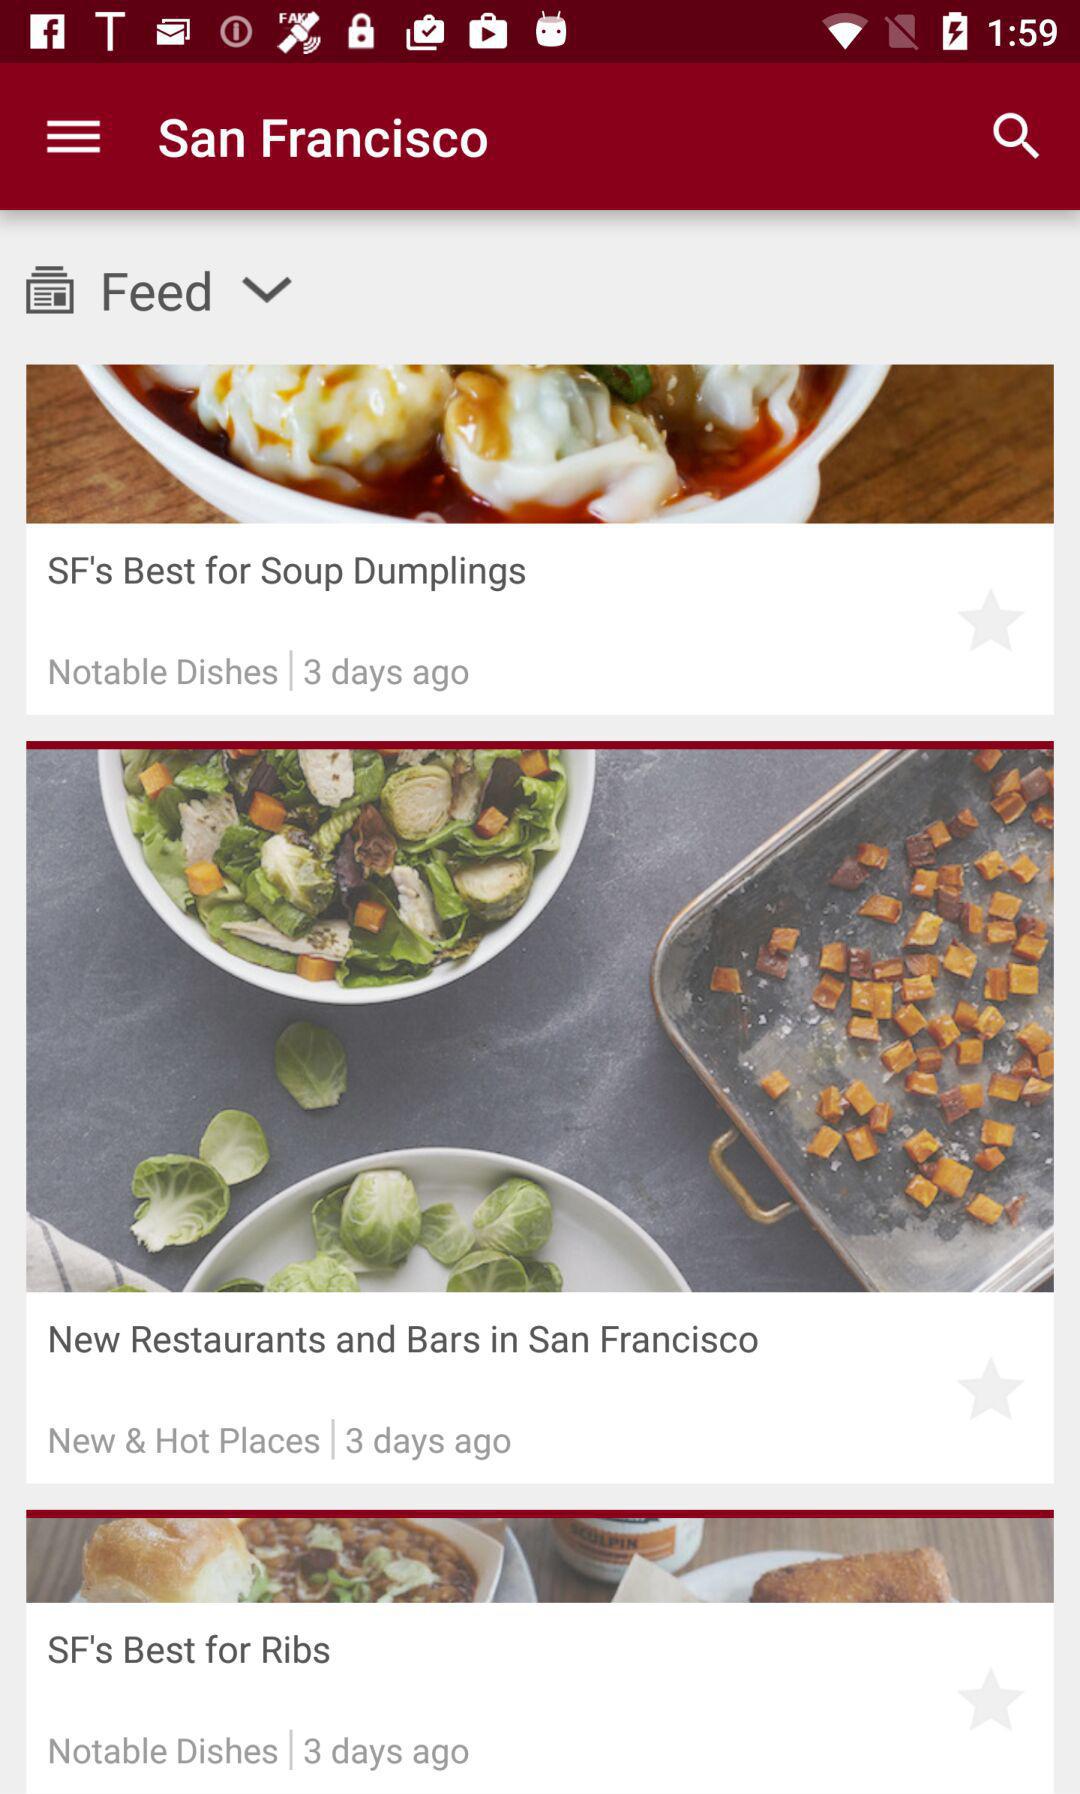 FAKE
1:59
San Francisco
Feed
SF's Best for Soup Dumplings
Notable Dishes | 3 days ago
New Restaurants and Bars in San Francisco
New & Hot Places | 3 days ago
SCULPIN
SF's Best for Ribs
Notable Dishes | 3 days ago